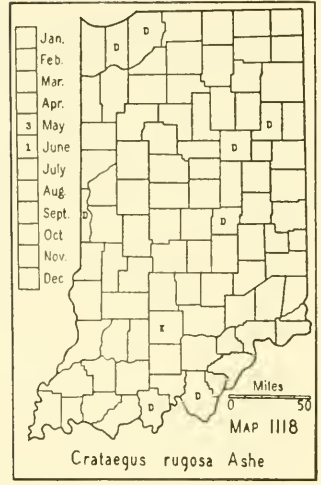 Jan.
Feb.
Mar.
Apr.
3 May
1 June
July
Aug.
Sept.
Oct
Nov.
Dec
D D
D
D
D D
K
D D
Miles
0 50
MAP 1118
Crataegus rugosa Ashe